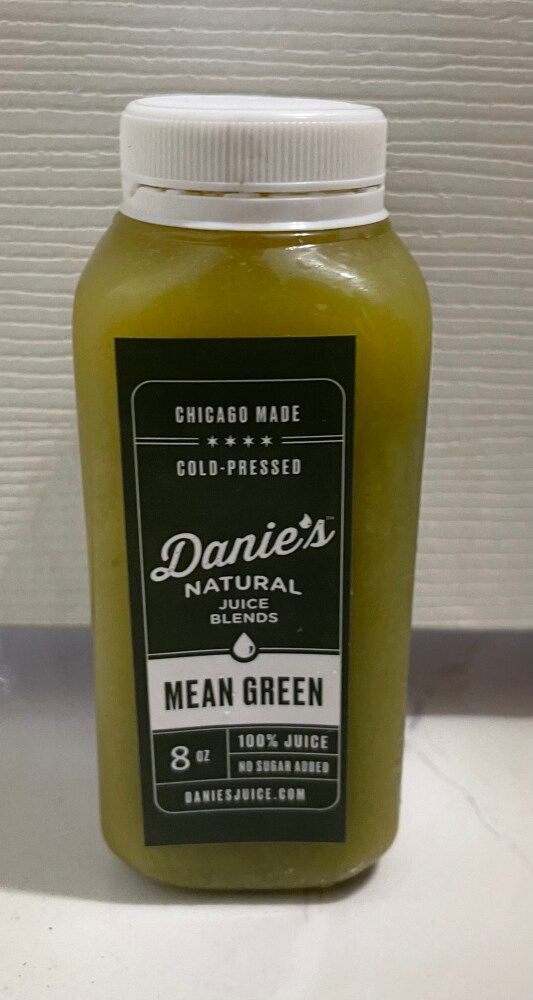 CHICAGO MADE
COLD-PRESSED
Danie's™
NATURAL
JUICE
BLENDS
MEAN GREEN
8 OZ
100% JUICE
NO SUGAR ADDED
DANIESJUICE.COM